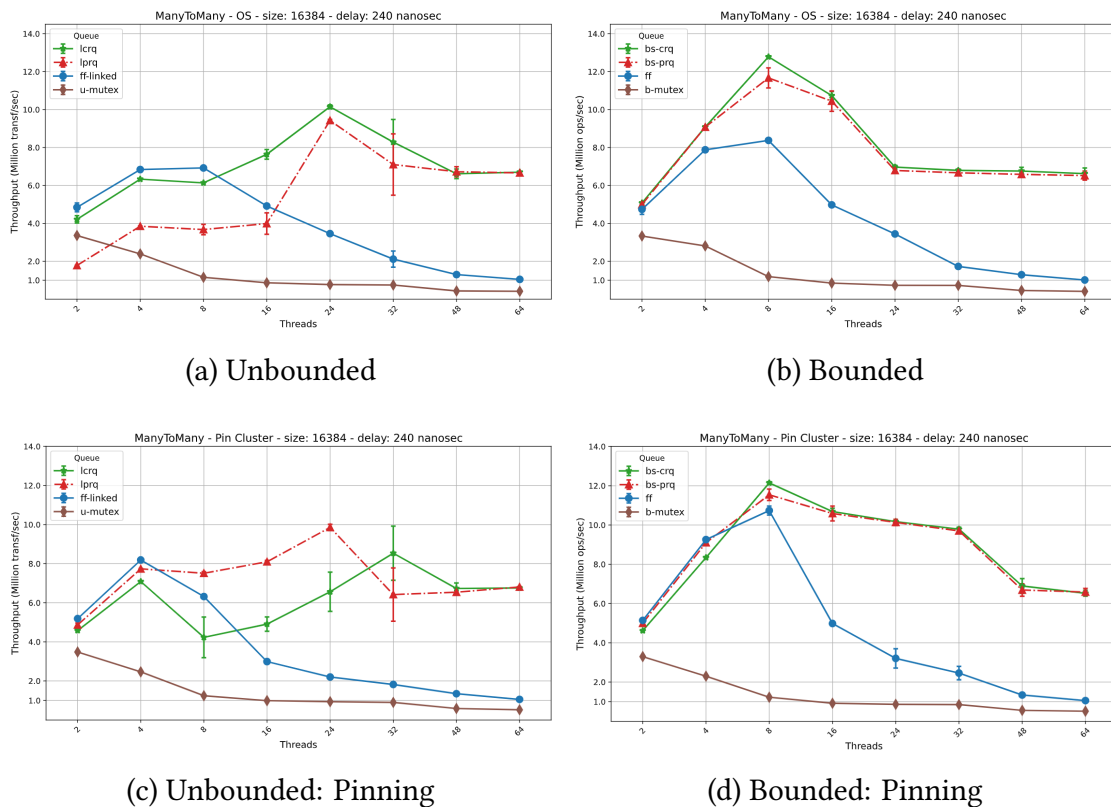 ManyToMany - OS - size: 16384 - delay: 240 nanosec
Throughput (Million transf/sec)
14.0
12.0
10.0
8.0
6.0
4.0
2.0
1.0
Queue
lcrq
lprq
ff-linked
u-mutex
2 4 8 16 24 32 48 64
Threads
(a) Unbounded
ManyToMany - OS - size: 16384 - delay: 240 nanosec
Throughput (Million ops/sec)
14.0
12.0
10.0
8.0
6.0
4.0
2.0
1.0
Queue
bs-crq
bs-prq
ff
b-mutex
2 4 8 16 24 32 48 64
Threads
(b) Bounded
ManyToMany - Pin Cluster - size: 16384 - delay: 240 nanosec
Throughput (Million transf/sec)
14.0
12.0
10.0
8.0
6.0
4.0
2.0
1.0
Queue
lcrq
lprq
ff-linked
u-mutex
2 4 8 16 24 32 48 64
Threads
(c) Unbounded: Pinning
ManyToMany - Pin Cluster - size: 16384 - delay: 240 nanosec
Throughput (Million ops/sec)
14.0
12.0
10.0
8.0
6.0
4.0
2.0
1.0
Queue
bs-crq
bs-prq
ff
b-mutex
2 4 8 16 24 32 48 64
Threads
(d) Bounded: Pinning